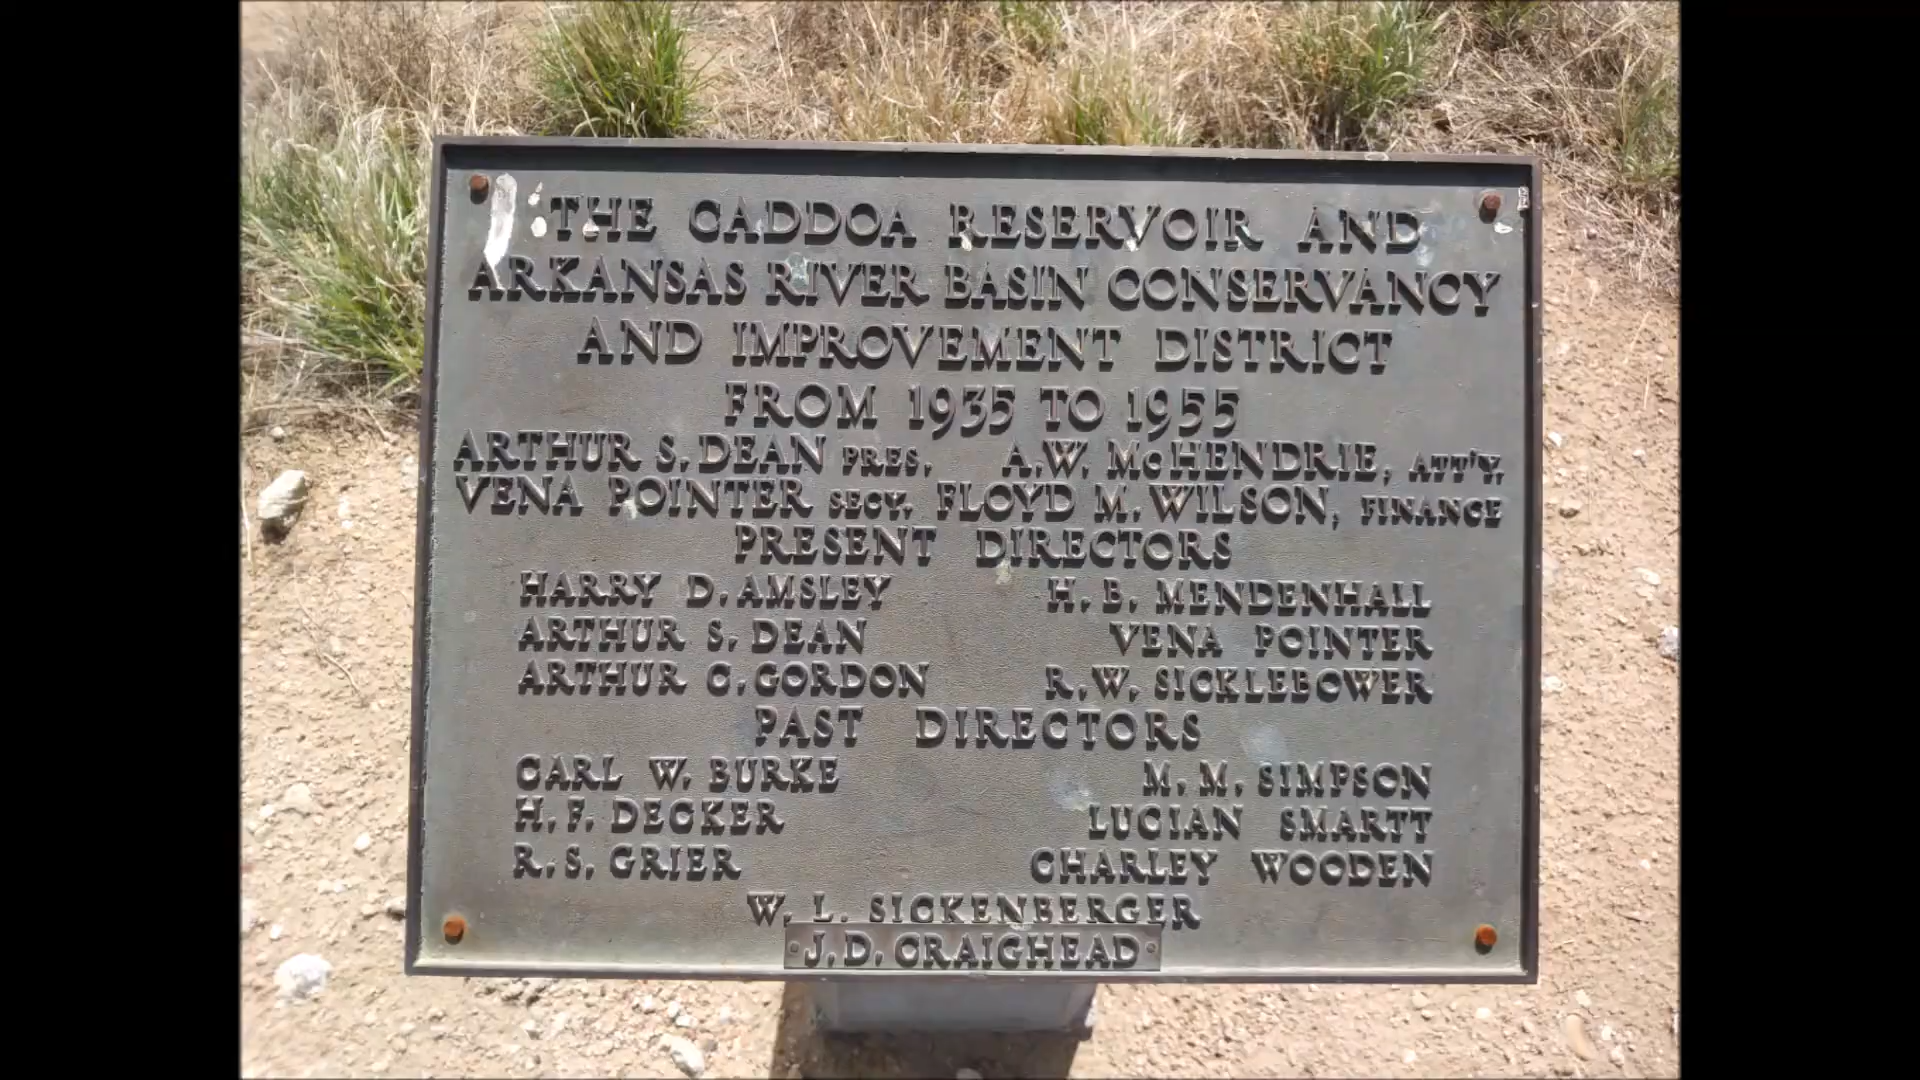 THE CADDOA RESERVOIR AND
ARKANSAS RIVER BASIN CONSERVANCY
AND IMPROVEMENT DISTRICT
FROM 1935 TO 1955
ARTHUR S. DEAN PRES. A.W. McHENDRIE, ATT'Y.
VENA POINTER SECY. FLOYD M. WILSON, FINANCE
PRESENT DIRECTORS
HARRY D. AMSLEY H. B. MENDENHALL
ARTHUR S. DEAN VENA POINTER
ARTHUR C. GORDON R.W. SICKLEBOWER
PAST DIRECTORS
CARL W. BURKE M. M. SIMPSON
H. F. DECKER LUCIAN SMARTT
R. S. GRIER CHARLEY WOODEN
W. L. SICKENBERGER
J. D. CRAIGHEAD